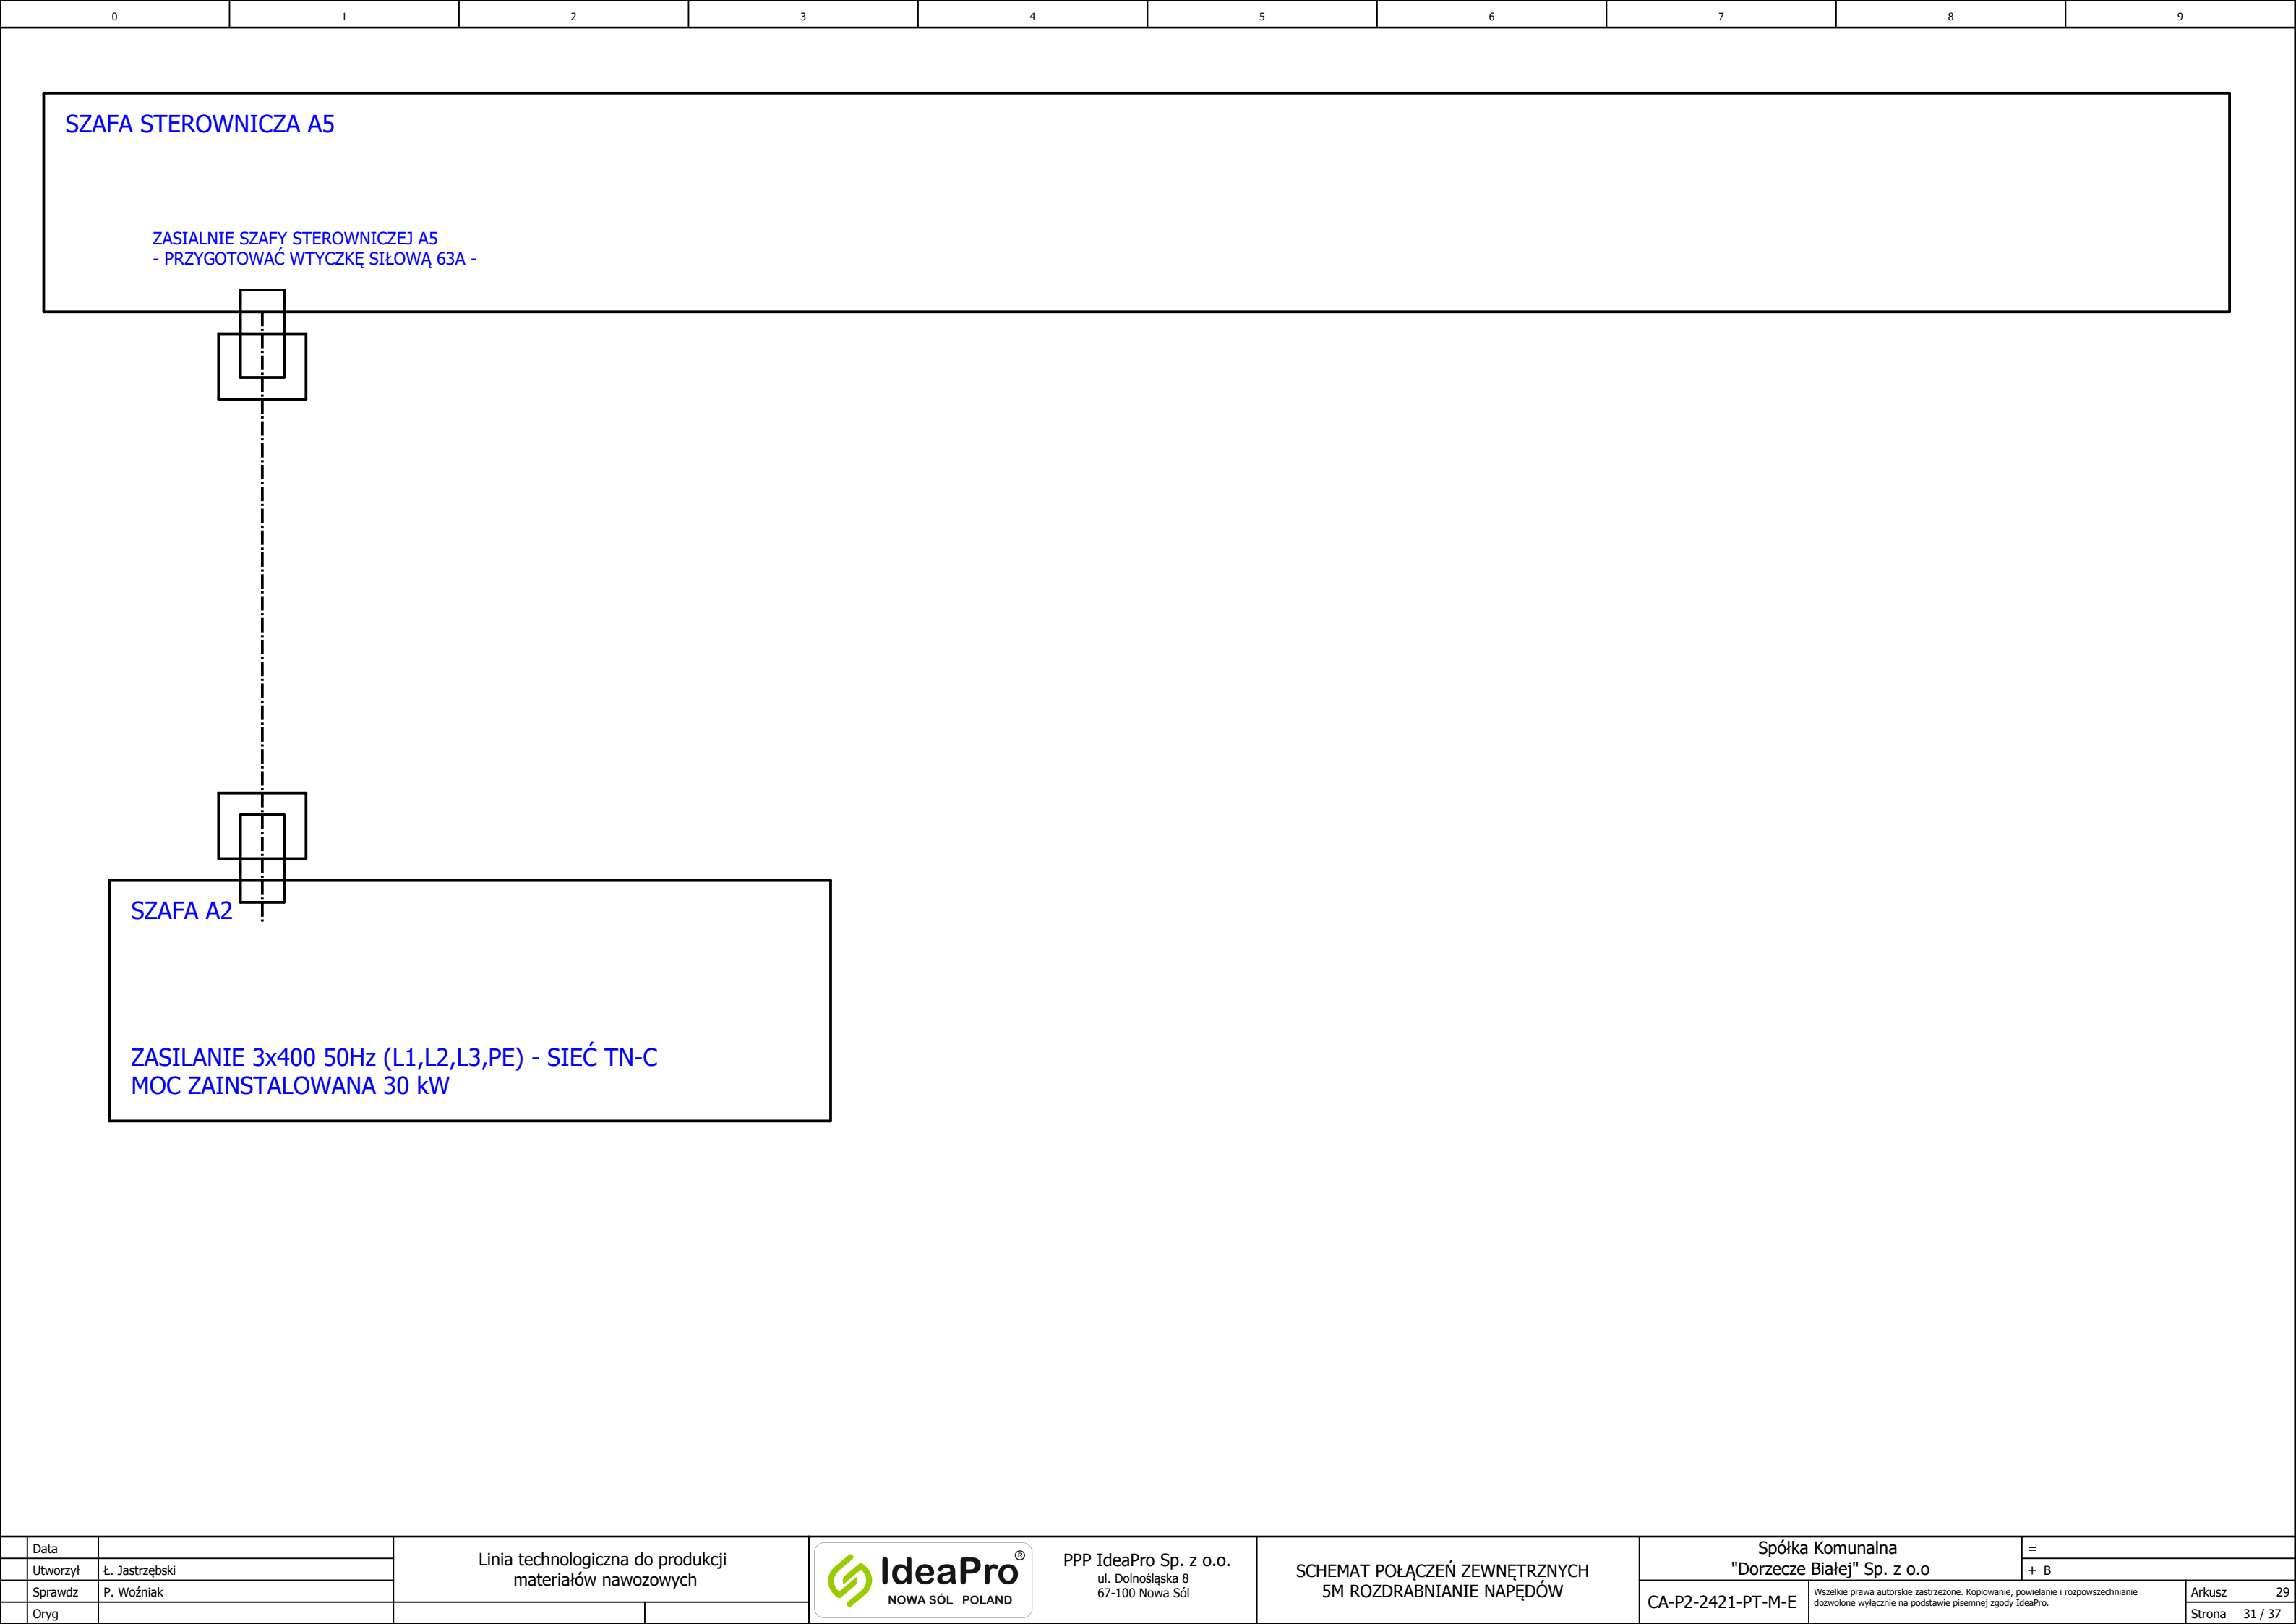 0 1 2 3 4 5 6 7 8 9
SZAFA STEROWNICZA A5
ZASIALNIE SZAFY STEROWNICZEJ A5
- PRZYGOTOWAĆ WTYCZKĘ SIŁOWĄ 63A -
SZAFA A2
ZASILANIE 3x400 50Hz (L1,L2,L3,PE) - SIEĆ TN-C
MOC ZAINSTALOWANA 30 kW
Data
Utworzył Ł. Jastrzębski
Sprawdz P. Woźniak
Oryg
Linia technologiczna do produkcji
materiałów nawozowych
IdeaPro®
NOWA SÓL POLAND
PPP IdeaPro Sp. z o.o.
ul. Dolnośląska 8
67-100 Nowa Sól
SCHEMAT POŁĄCZEŃ ZEWNĘTRZNYCH
5M ROZDRABNIANIE NAPĘDÓW
Spółka Komunalna
"Dorzecze Białej" Sp. z o.o
=
+ B
CA-P2-2421-PT-M-E
Wszelkie prawa autorskie zastrzeżone. Kopiowanie, powielanie i rozpowszechnianie
dozwolone wyłącznie na podstawie pisemnej zgody IdeaPro.
Arkusz 29
Strona 31 / 37